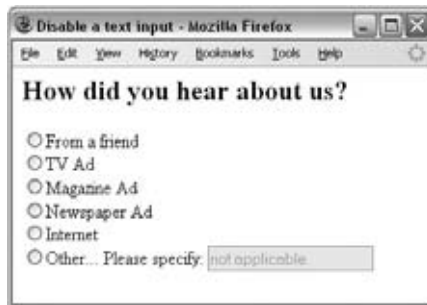 Disable a text input - Mozilla Firefox
File Edit View History Bookmarks Tools Help
How did you hear about us?
From a friend
TV Ad
Magazine Ad
Newspaper Ad
Internet
Other... Please specify: not applicable